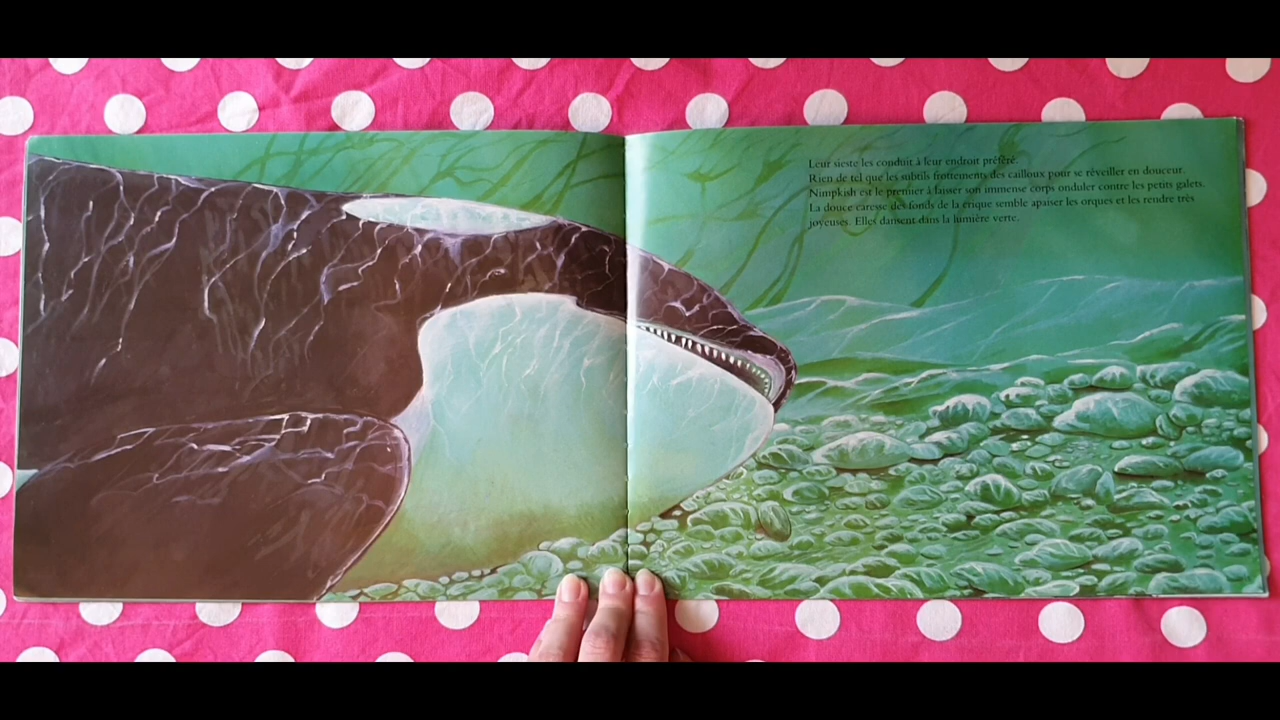 Leur sieste les conduit à leur endroit préféré.
Rien de tel que les subtils frottements des cailloux pour se réveiller en douceur.
Nimpkish est le premier à laisser son immense corps onduler contre les petits galets.
La douce caresse des fonds de la crique semble apaiser les orques et les rendre très
joyeuses. Elles dansent dans la lumière verte.